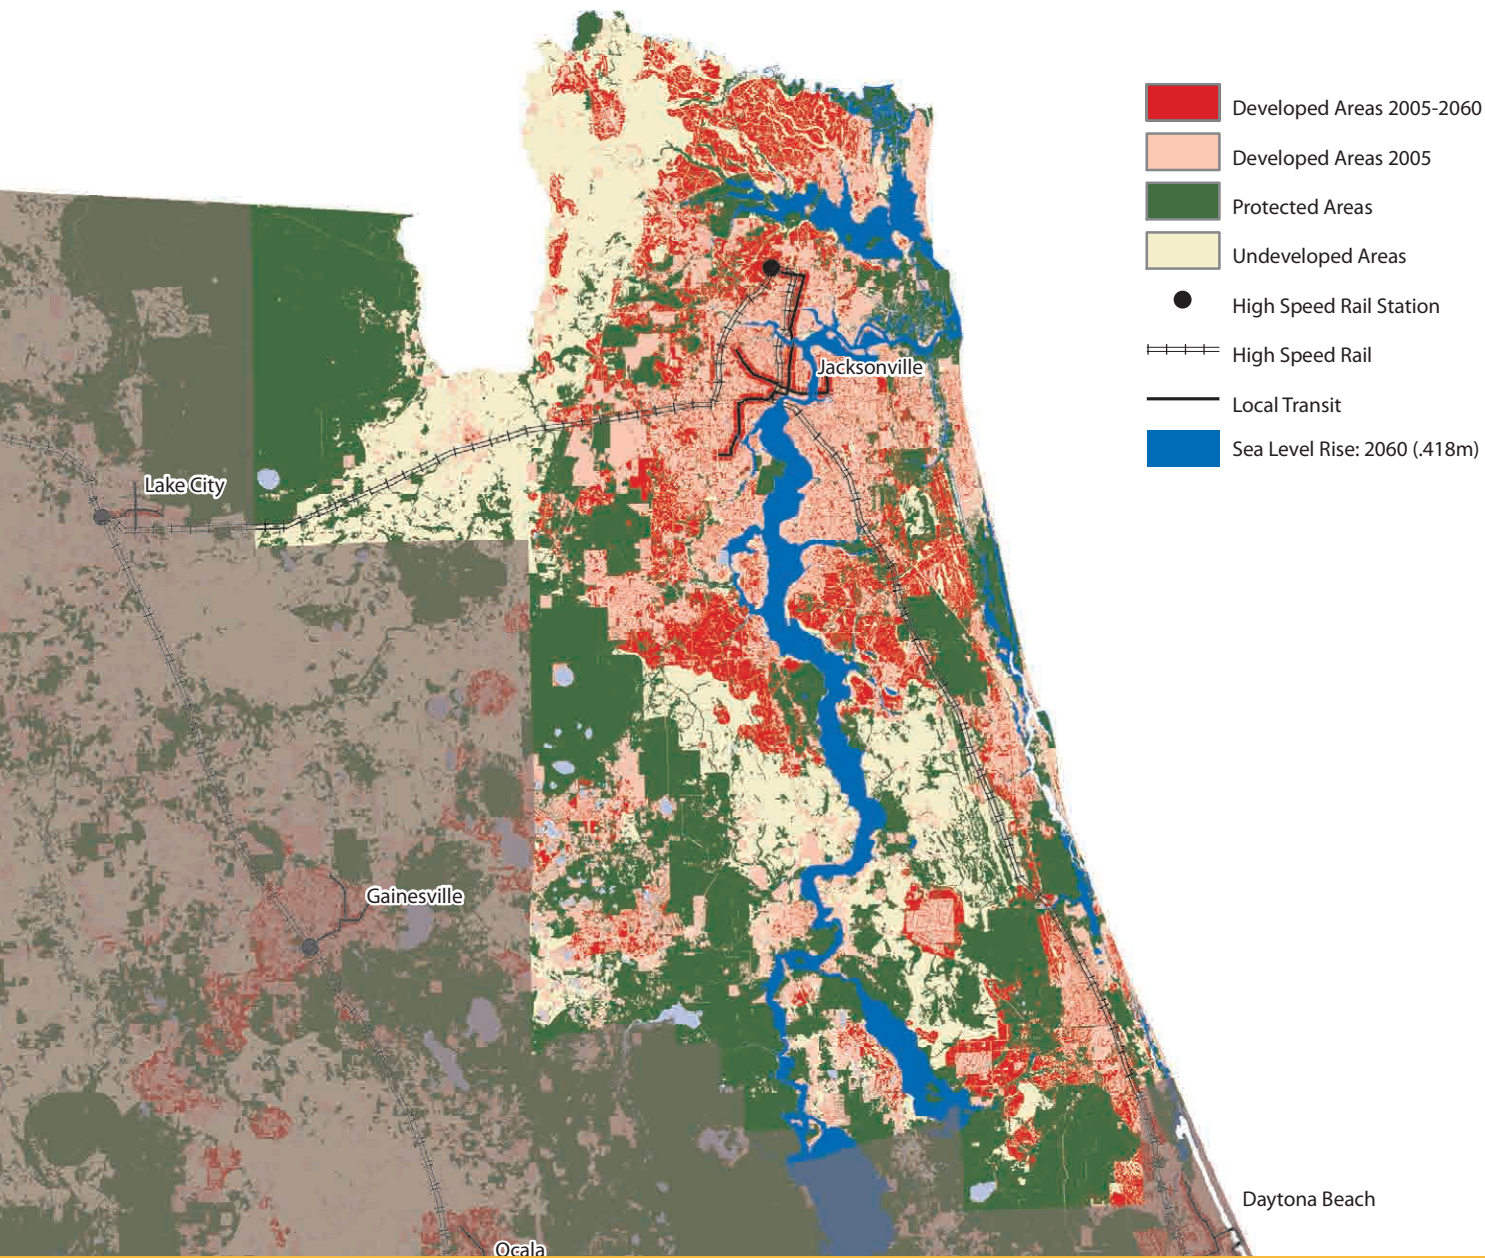 Developed Areas 2005-2060
Developed Areas 2005
Protected Areas
Undeveloped Areas
High Speed Rail Station
High Speed Rail
Local Transit
Sea Level Rise: 2060 (.418m)
Jacksonville
Lake City
Gainesville
Daytona Beach
Ocala